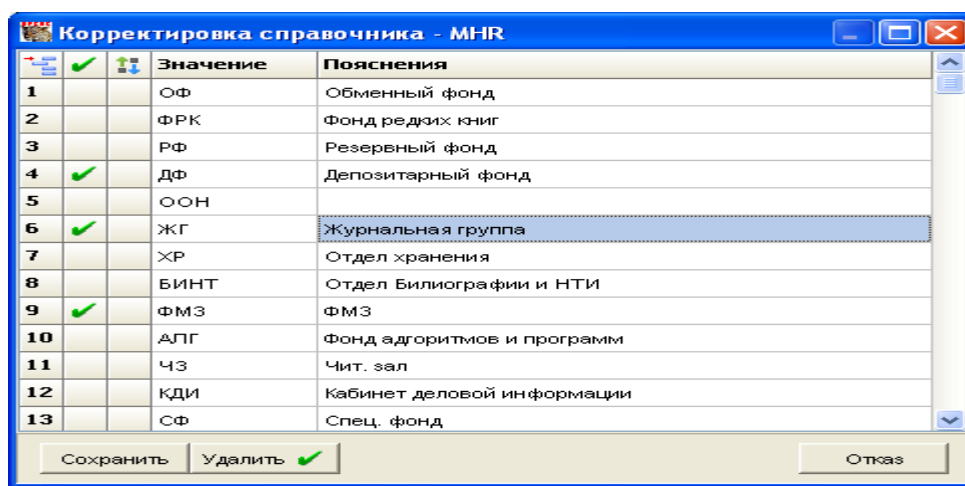 Корректировка справочника - MHR
Значение Пояснения
1 ОФ Обменный фонд
2 ФРК Фонд редких книг
3 РФ Резервный фонд
4 ДФ Депозитарный фонд
5 ООН
6 ЖГ Журнальная группа
7 ХР Отдел хранения
8 БИНТ Отдел Билиографии и НТИ
9 ФМЗ ФМЗ
10 АПГ Фонд адгоритмов и программ
11 ЧЗ Чит. зал
12 КДИ Кабинет деловой информации
13 СФ Спец. фонд
Сохранить Удалить Отказ